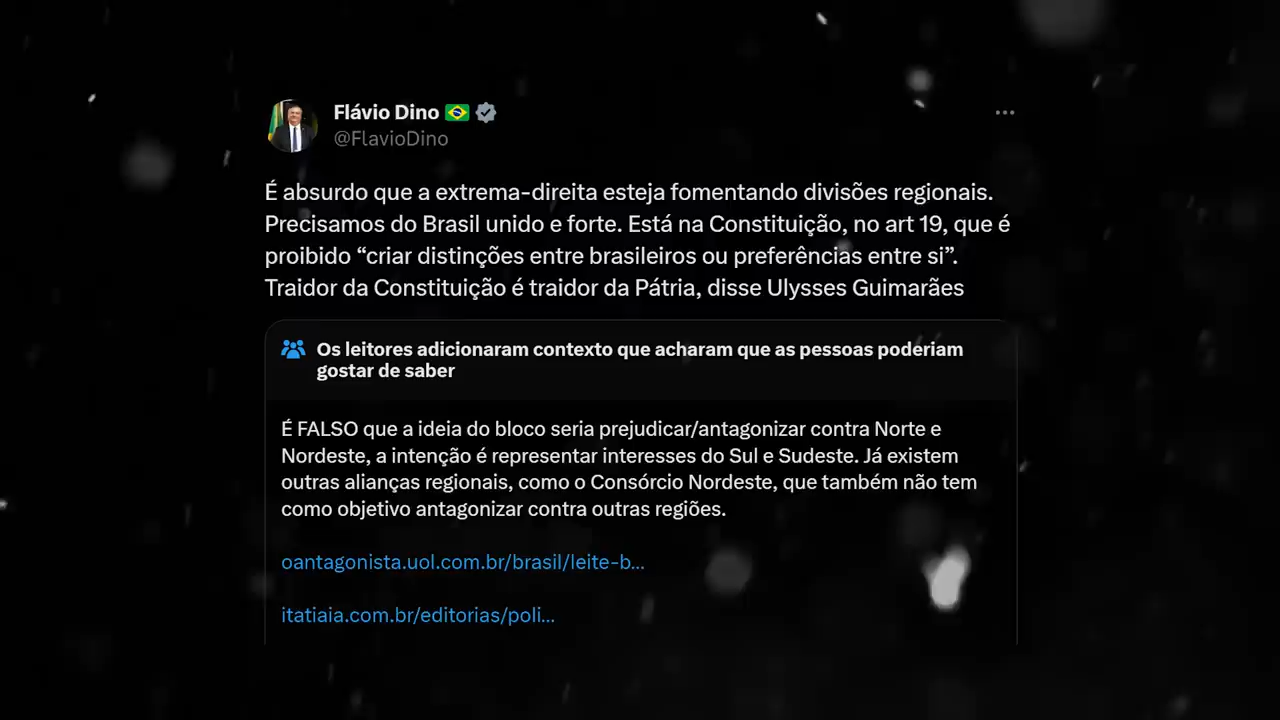 Flávio Dino 🇧🇷
@FlavioDino
É absurdo que a extrema-direita esteja fomentando divisões regionais.
Precisamos do Brasil unido e forte. Está na Constituição, no art 19, que é
proibido “criar distinções entre brasileiros ou preferências entre si”.
Traidor da Constituição é traidor da Pátria, disse Ulysses Guimarães
Os leitores adicionaram contexto que acharam que as pessoas poderiam
gostar de saber
É FALSO que a ideia do bloco seria prejudicar/antagonizar contra Norte e
Nordeste, a intenção é representar interesses do Sul e Sudeste. Já existem
outras alianças regionais, como o Consórcio Nordeste, que também não tem
como objetivo antagonizar contra outras regiões.
oantagonista.uol.com.br/brasil/leite-b...
itatiaia.com.br/editorias/poli...